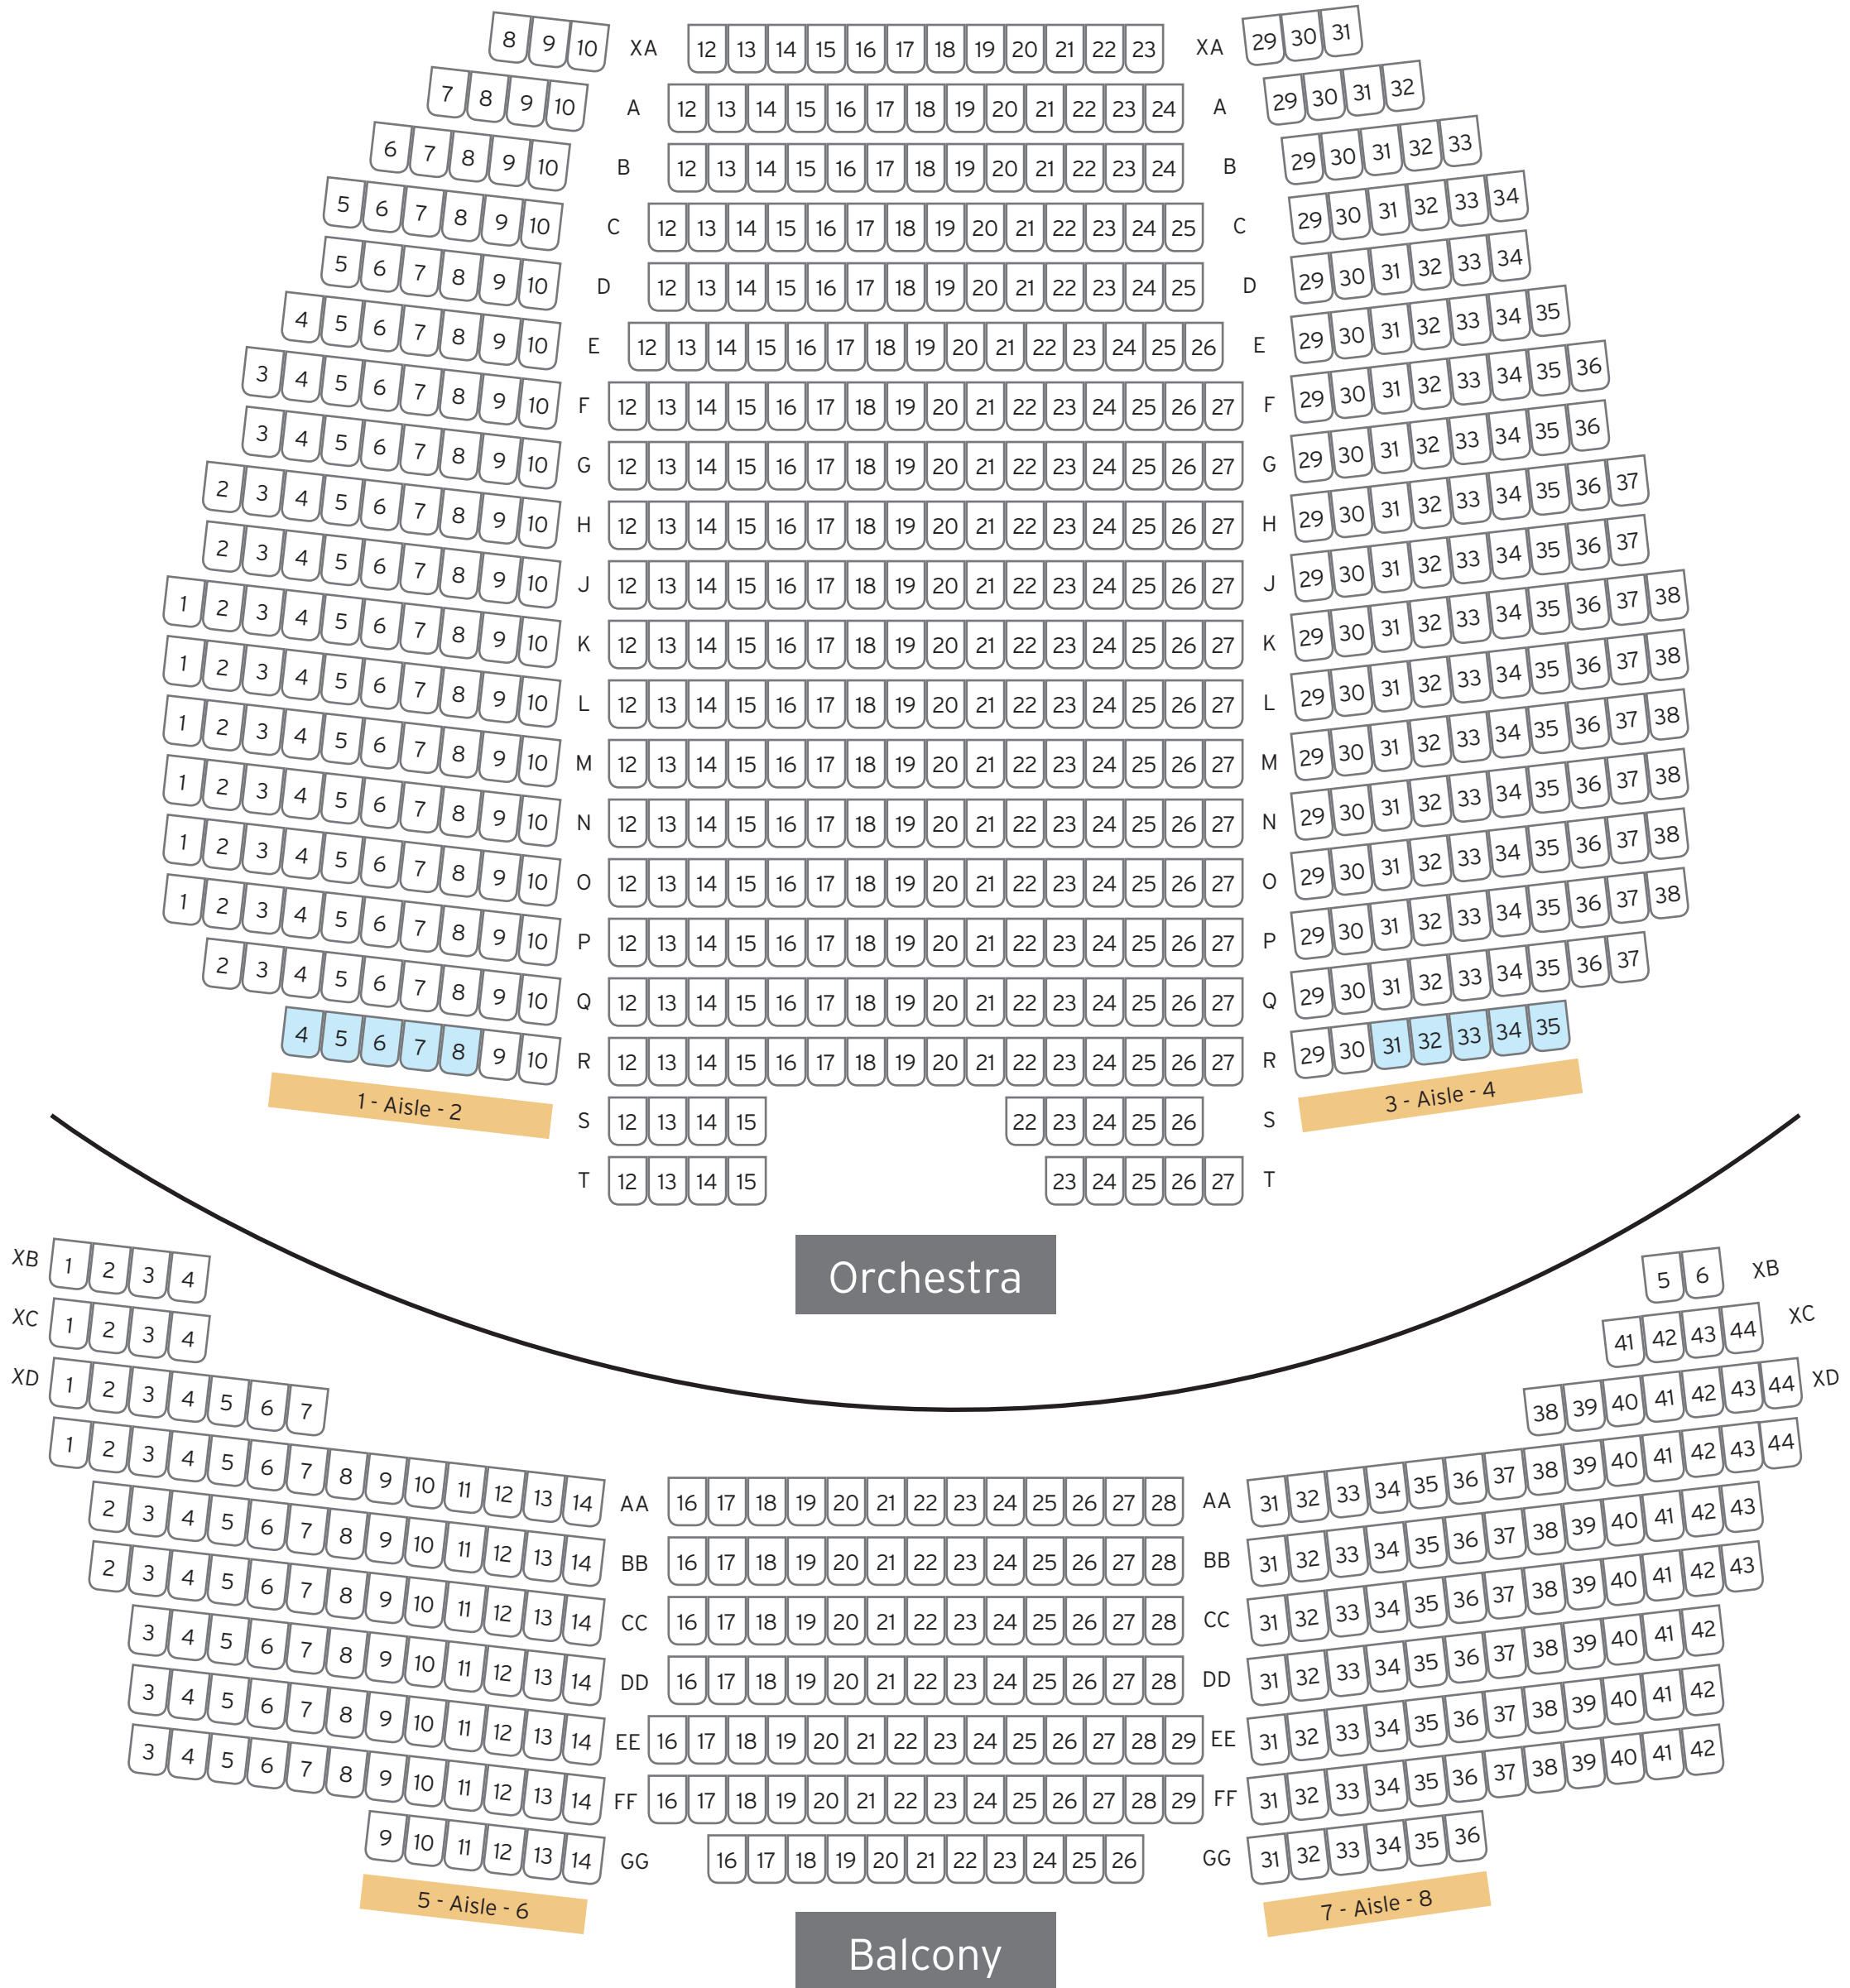 8 9 10 XA 12 13 14 15 16 17 18 19 20 21 22 23 XA 29 30 31
7 8 9 10 A 12 13 14 15 16 17 18 19 20 21 22 23 24 A 29 30 31 32
6 7 8 9 10 B 12 13 14 15 16 17 18 19 20 21 22 23 24 B 29 30 31 32 33
5 6 7 8 9 10 C 12 13 14 15 16 17 18 19 20 21 22 23 24 25 C 29 30 31 32 33 34
5 6 7 8 9 10 D 12 13 14 15 16 17 18 19 20 21 22 23 24 25 D 29 30 31 32 33 34
4 5 6 7 8 9 10 E 12 13 14 15 16 17 18 19 20 21 22 23 24 25 26 E 29 30 31 32 33 34 35
3 4 5 6 7 8 9 10 F 12 13 14 15 16 17 18 19 20 21 22 23 24 25 26 27 F 29 30 31 32 33 34 35 36
3 4 5 6 7 8 9 10 G 12 13 14 15 16 17 18 19 20 21 22 23 24 25 26 27 G 29 30 31 32 33 34 35 36
2 3 4 5 6 7 8 9 10 H 12 13 14 15 16 17 18 19 20 21 22 23 24 25 26 27 H 29 30 31 32 33 34 35 36 37
2 3 4 5 6 7 8 9 10 J 12 13 14 15 16 17 18 19 20 21 22 23 24 25 26 27 J 29 30 31 32 33 34 35 36 37
1 2 3 4 5 6 7 8 9 10 K 12 13 14 15 16 17 18 19 20 21 22 23 24 25 26 27 K 29 30 31 32 33 34 35 36 37 38
1 2 3 4 5 6 7 8 9 10 L 12 13 14 15 16 17 18 19 20 21 22 23 24 25 26 27 L 29 30 31 32 33 34 35 36 37 38
1 2 3 4 5 6 7 8 9 10 M 12 13 14 15 16 17 18 19 20 21 22 23 24 25 26 27 M 29 30 31 32 33 34 35 36 37 38
1 2 3 4 5 6 7 8 9 10 N 12 13 14 15 16 17 18 19 20 21 22 23 24 25 26 27 N 29 30 31 32 33 34 35 36 37 38
1 2 3 4 5 6 7 8 9 10 O 12 13 14 15 16 17 18 19 20 21 22 23 24 25 26 27 O 29 30 31 32 33 34 35 36 37 38
1 2 3 4 5 6 7 8 9 10 P 12 13 14 15 16 17 18 19 20 21 22 23 24 25 26 27 P 29 30 31 32 33 34 35 36 37 38
2 3 4 5 6 7 8 9 10 Q 12 13 14 15 16 17 18 19 20 21 22 23 24 25 26 27 Q 29 30 31 32 33 34 35 36 37
4 5 6 7 8 9 10 R 12 13 14 15 16 17 18 19 20 21 22 23 24 25 26 27 R 29 30 31 32 33 34 35
1 - Aisle - 2 S 12 13 14 15 22 23 24 25 26 S 3 - Aisle - 4
T 12 13 14 15 23 24 25 26 27 T
Orchestra
XB 1 2 3 4 5 6 XB
XC 1 2 3 4 41 42 43 44 XC
XD 1 2 3 4 5 6 7 38 39 40 41 42 43 44 XD
1 2 3 4 5 6 7 8 9 10 11 12 13 14 AA 16 17 18 19 20 21 22 23 24 25 26 27 28 AA 31 32 33 34 35 36 37 38 39 40 41 42 43 44
2 3 4 5 6 7 8 9 10 11 12 13 14 BB 16 17 18 19 20 21 22 23 24 25 26 27 28 BB 31 32 33 34 35 36 37 38 39 40 41 42 43
2 3 4 5 6 7 8 9 10 11 12 13 14 CC 16 17 18 19 20 21 22 23 24 25 26 27 28 CC 31 32 33 34 35 36 37 38 39 40 41 42 43
3 4 5 6 7 8 9 10 11 12 13 14 DD 16 17 18 19 20 21 22 23 24 25 26 27 28 DD 31 32 33 34 35 36 37 38 39 40 41 42
3 4 5 6 7 8 9 10 11 12 13 14 EE 16 17 18 19 20 21 22 23 24 25 26 27 28 29 EE 31 32 33 34 35 36 37 38 39 40 41 42
3 4 5 6 7 8 9 10 11 12 13 14 FF 16 17 18 19 20 21 22 23 24 25 26 27 28 29 FF 31 32 33 34 35 36 37 38 39 40 41 42
9 10 11 12 13 14 GG 16 17 18 19 20 21 22 23 24 25 26 GG 31 32 33 34 35 36
5 - Aisle - 6 7 - Aisle - 8
Balcony